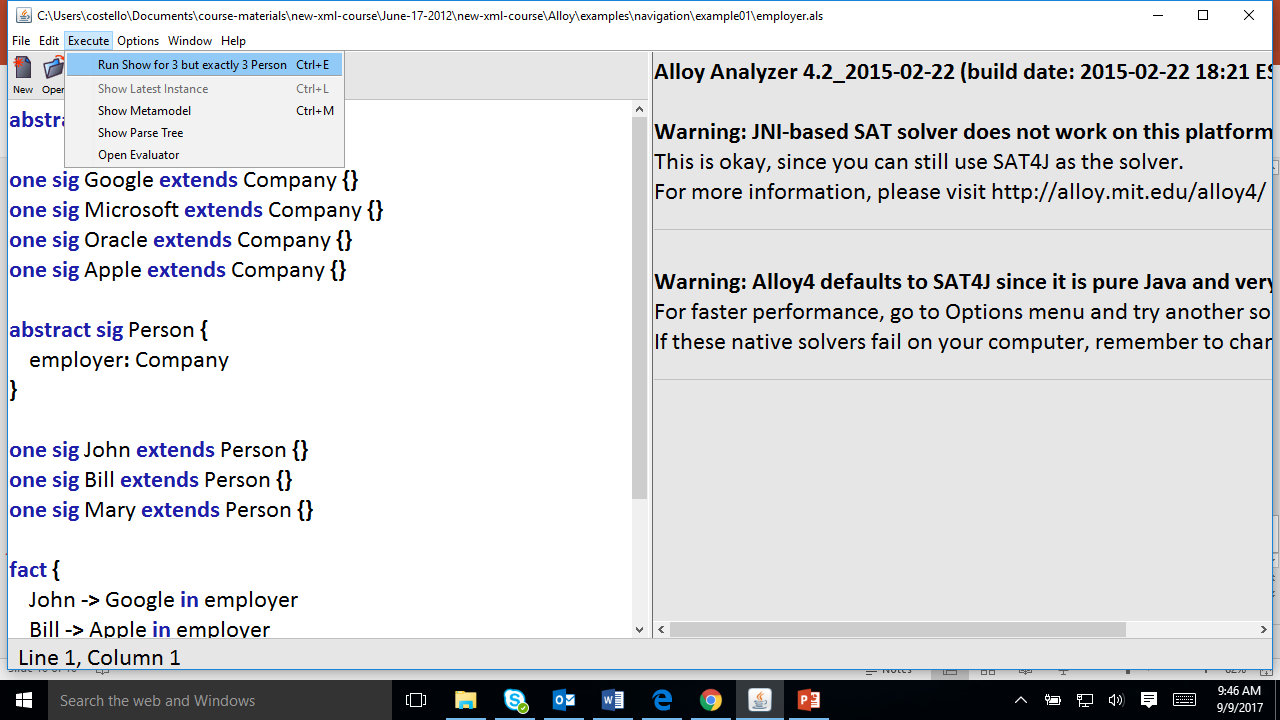 C:\Users\costello\Documents\course-materials\new-xml-course\June-17-2012\new-xml-course\Alloy\examples\navigation\example01\employer.als
File Edit Execute Options Window Help
New Open
Run Show for 3 but exactly 3 Person Ctrl+E
Show Latest Instance Ctrl+L
Show Metamodel Ctrl+M
Show Parse Tree
Open Evaluator
abstra
one sig Google extends Company {}
one sig Microsoft extends Company {}
one sig Oracle extends Company {}
one sig Apple extends Company {}
abstract sig Person {
employer: Company
}
one sig John extends Person {}
one sig Bill extends Person {}
one sig Mary extends Person {}
fact {
John -> Google in employer
Bill -> Apple in employer
Alloy Analyzer 4.2_2015-02-22 (build date: 2015-02-22 18:21 ES
Warning: JNI-based SAT solver does not work on this platform
This is okay, since you can still use SAT4J as the solver.
For more information, please visit http://alloy.mit.edu/alloy4/
Warning: Alloy4 defaults to SAT4J since it is pure Java and very
For faster performance, go to Options menu and try another so
If these native solvers fail on your computer, remember to char
Line 1, Column 1
Search the web and Windows
9:46 AM
9/9/2017